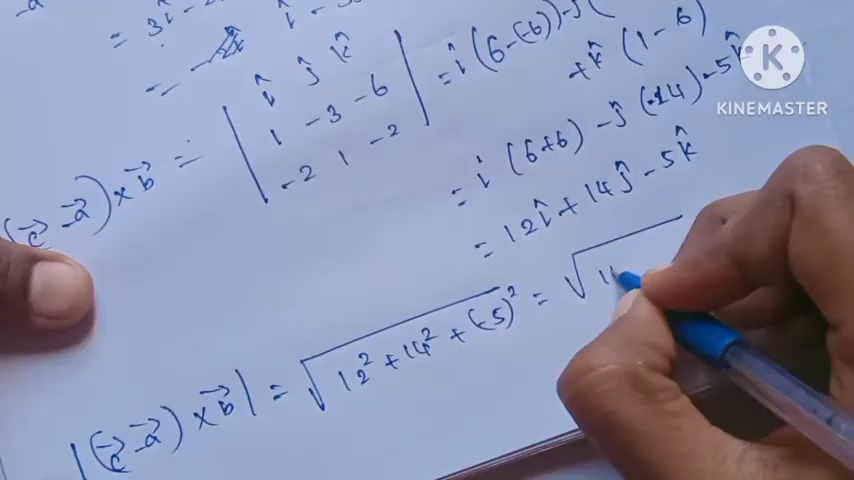 = 3î
î
=
(c⃗ - a⃗) × b⃗ = | î ĵ k̂ | = î (6-(-6)) - ĵ (
1 -3 -6
-2 1 -2
+ k̂ (1 - 6)
= î (6+6) - ĵ (-14) - 5k̂
= 12î + 14ĵ - 5k̂
|(c⃗ - a⃗) × b⃗| = √12² + 14² + (-5)² = √
K
KINEMASTER